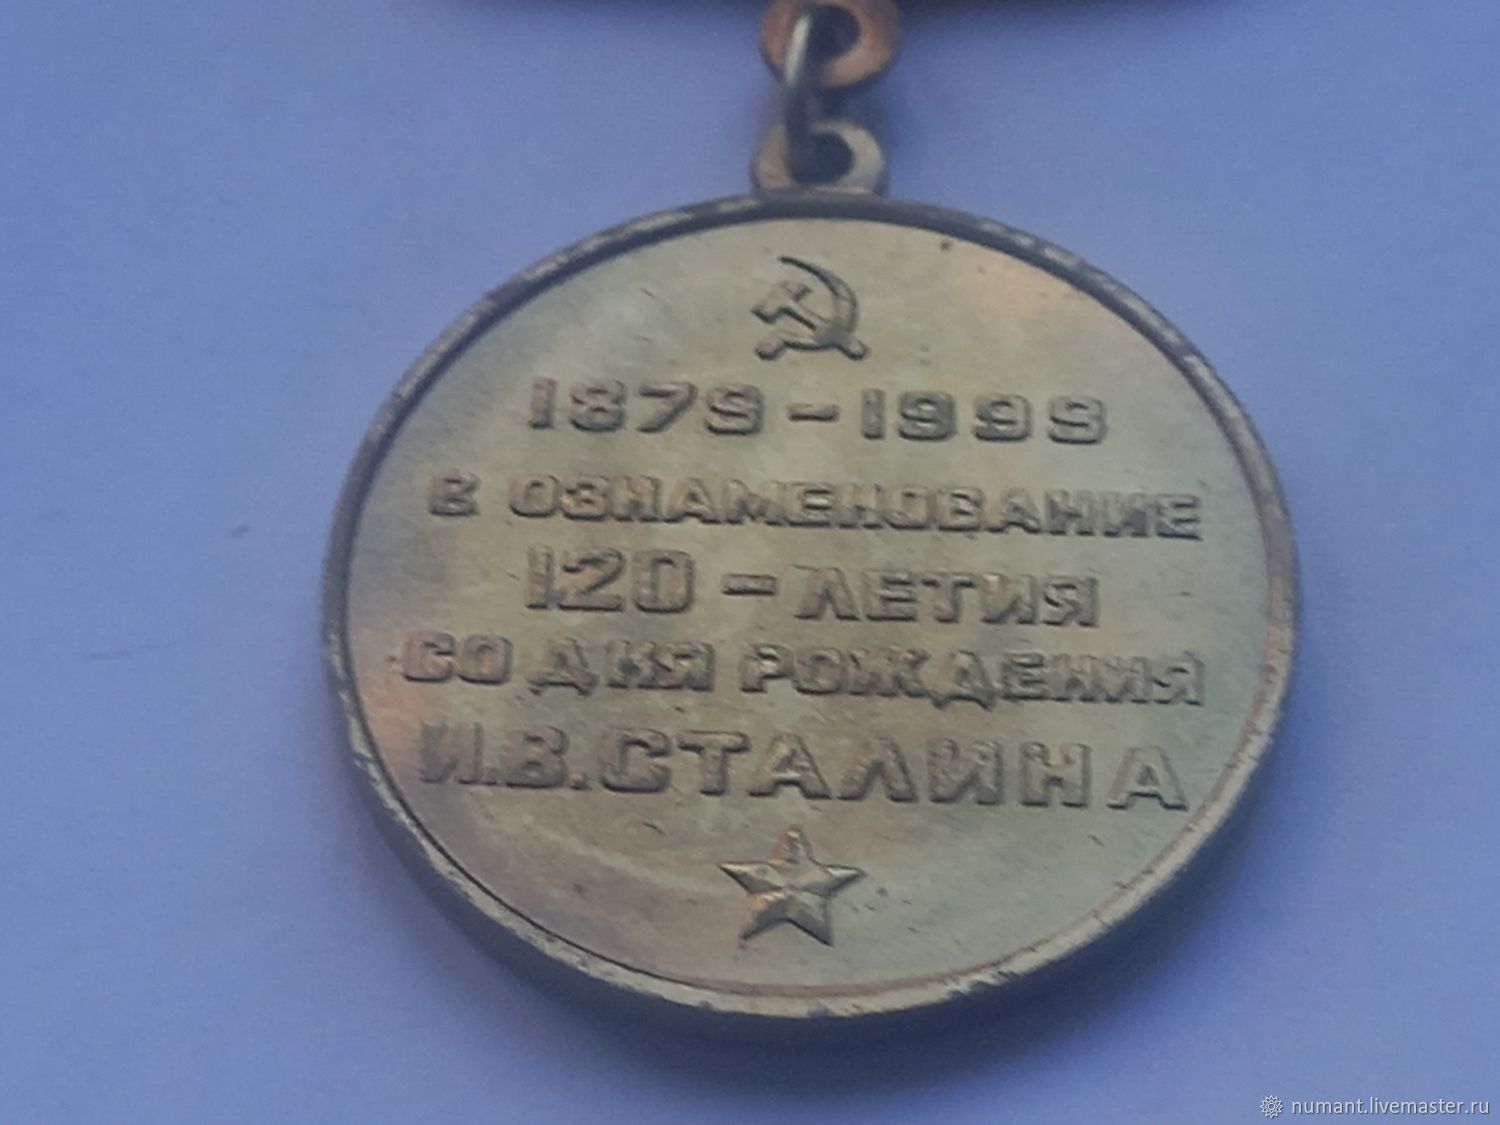 1879-1999
В ОЗНАМЕНОВАНИЕ
120-ЛЕТИЯ
СО ДНЯ РОЖДЕНИЯ
И.В.СТАЛИНА
numant.livemaster.ru